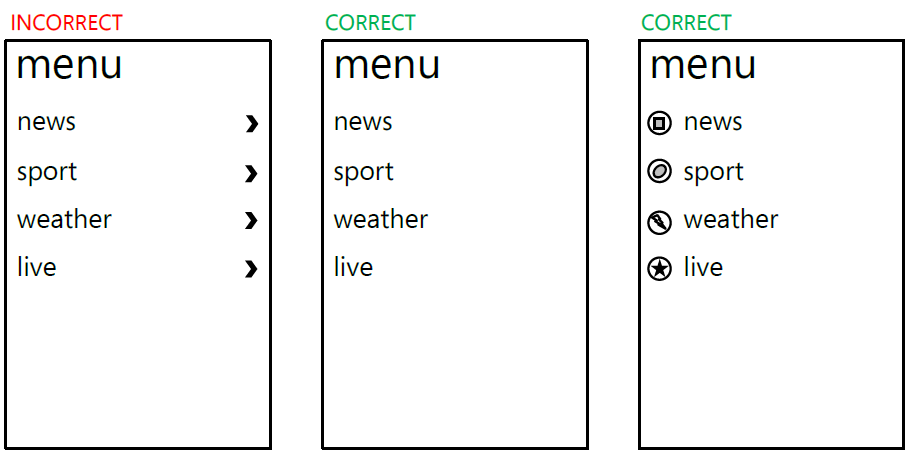 INCORRECT
menu
news
sport
weather
live
CORRECT
menu
news
sport
weather
live
CORRECT
menu
news
sport
weather
live